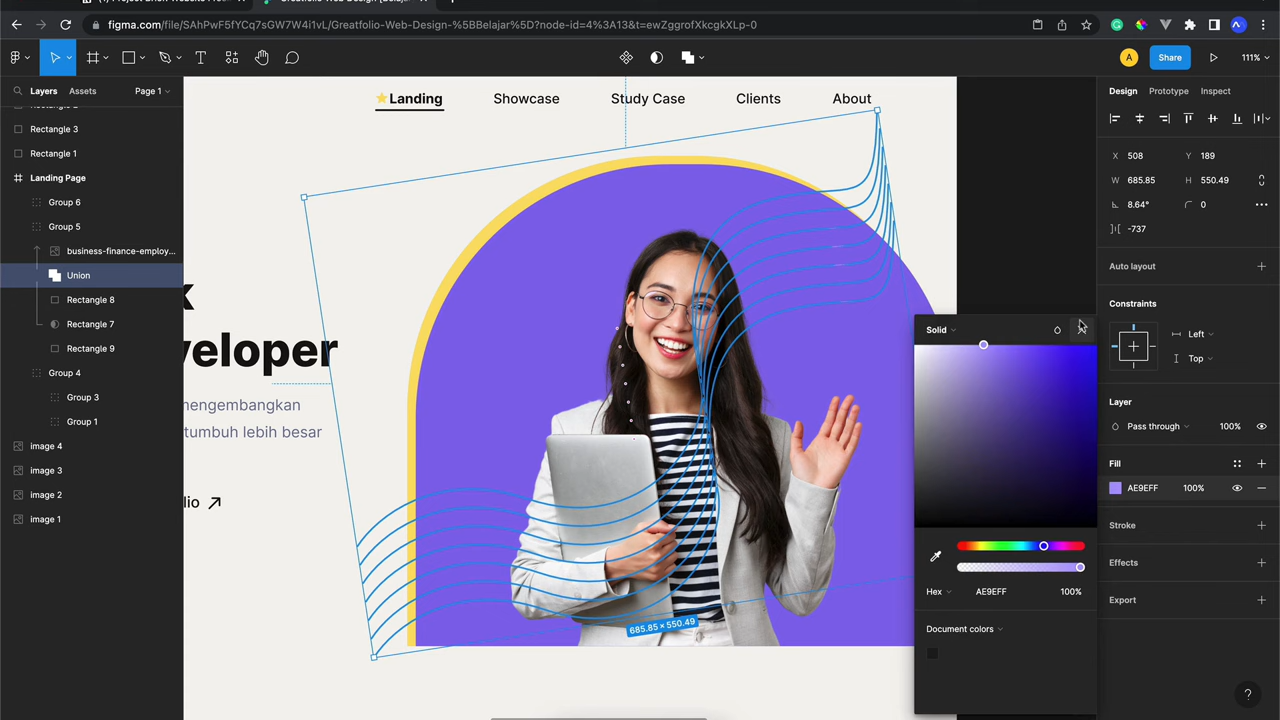 figma.com/file/SAhPwF5fYCq7sGW7W4i1vL/Greatfolio-Web-Design-%5BBelajar%5D?node-id=4%3A13&t=ewZggrofXkcgkXLp-0
A
Share
111%
Layers
Assets
Page 1
Rectangle 3
Rectangle 1
Landing Page
Group 6
Group 5
business-finance-employ...
Union
Rectangle 8
Rectangle 7
Rectangle 9
Group 4
Group 3
Group 1
image 4
image 3
image 2
image 1
Landing
Showcase
Study Case
Clients
About
k
veloper
mengembangkan
tumbuh lebih besar
lio
685.85 × 550.49
Solid
Hex
AE9EFF
100%
Document colors
Design
Prototype
Inspect
X
508
Y
189
W
685.85
H
550.49
8.64°
0
-737
Auto layout
Constraints
Left
Top
Layer
Pass through
100%
Fill
AE9EFF
100%
Stroke
Effects
Export
?